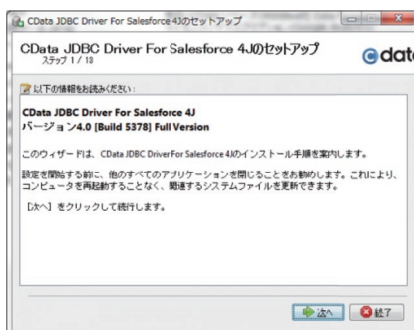 CData JDBC Driver For Salesforce 4Jのセットアップ
CData JDBC Driver For Salesforce 4Jのセットアップ
ステップ 1 / 13
cdat
以下の情報をお読みください:
CData JDBC Driver For Salesforce 4J
バージョン4.0 [Build 5378] Full Version
このウィザードは、CData JDBC DriverFor Salesforce 4Jのインストール手順を案内します。
設定を開始する前に、他のすべてのアプリケーションを閉じることをお勧めします。これにより、
コンピュータを再起動することなく、関連するシステムファイルを更新できます。
[次へ] をクリックして続行します。
次へ
終了